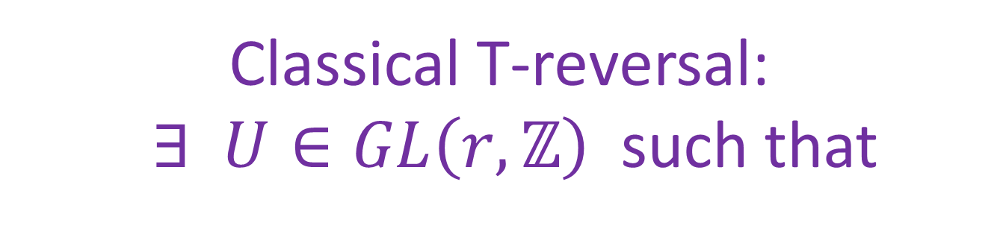 Classical T-reversal:
∃ U ∈ GL(r, ℤ) such that